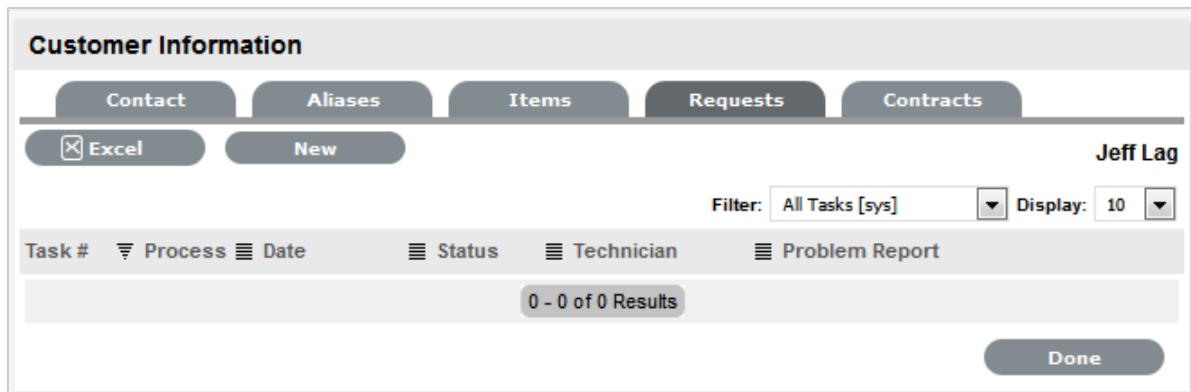 Customer Information
Contact Aliases Items Requests Contracts
Excel New
Jeff Lag
Filter: All Tasks [sys] Display: 10
Task # Process Date Status Technician Problem Report
0 - 0 of 0 Results
Done